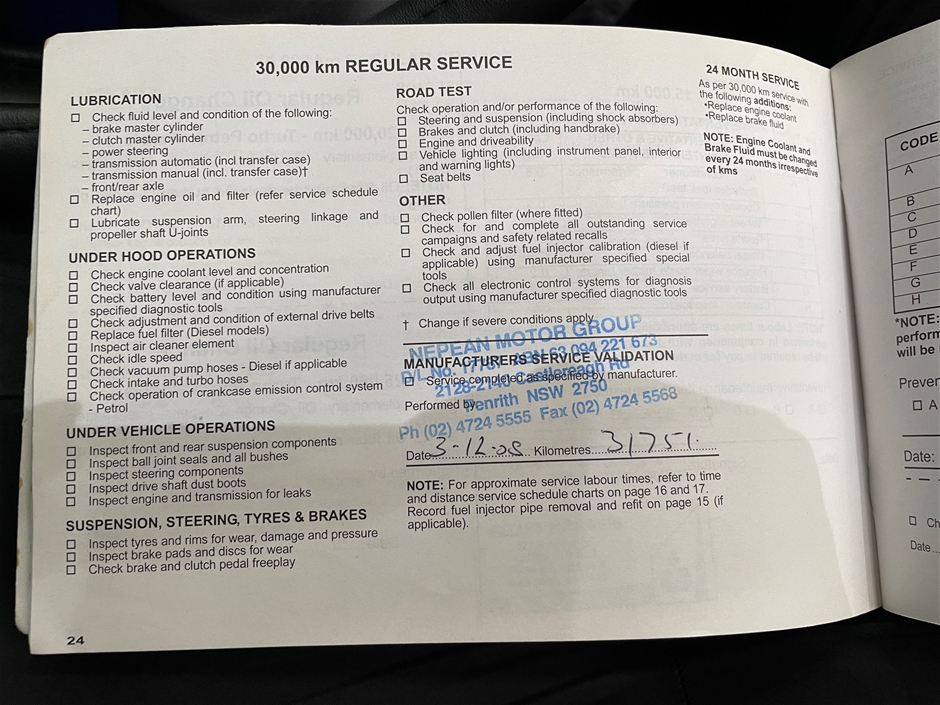 30,000 km REGULAR SERVICE
LUBRICATION
Check fluid level and condition of the following:
– brake master cylinder
– clutch master cylinder
– power steering
– transmission automatic (incl transfer case)
– transmission manual (incl. transfer case)†
– front/rear axle
Replace engine oil and filter (refer service schedule
chart)
Lubricate suspension arm, steering linkage and
propeller shaft U-joints
UNDER HOOD OPERATIONS
Check engine coolant level and concentration
Check valve clearance (if applicable)
Check battery level and condition using manufacturer
specified diagnostic tools
Check adjustment and condition of external drive belts
Replace fuel filter (Diesel models)
Inspect air cleaner element
Check idle speed
Check vacuum pump hoses - Diesel if applicable
Check intake and turbo hoses
Check operation of crankcase emission control system
- Petrol
UNDER VEHICLE OPERATIONS
Inspect front and rear suspension components
Inspect ball joint seals and all bushes
Inspect steering components
Inspect drive shaft dust boots
Inspect engine and transmission for leaks
SUSPENSION, STEERING, TYRES & BRAKES
Inspect tyres and rims for wear, damage and pressure
Inspect brake pads and discs for wear
Check brake and clutch pedal freeplay
24
ROAD TEST
Check operation and/or performance of the following:
Steering and suspension (including shock absorbers)
Brakes and clutch (including handbrake)
Engine and driveability
Vehicle lighting (including instrument panel, interior
and warning lights)
Seat belts
OTHER
Check pollen filter (where fitted)
Check for and complete all outstanding service
campaigns and safety related recalls
Check and adjust fuel injector calibration (diesel if
applicable) using manufacturer specified special
tools
Check all electronic control systems for diagnosis
output using manufacturer specified diagnostic tools
† Change if severe conditions apply
NEPEAN MOTOR GROUP
094 221 673
MANUFACTURERS SERVICE VALIDATION
2128-2140 Castlereagh Rd
Service completed as specified by manufacturer.
Penrith NSW 2750
Performed by
Ph (02) 4724 5555 Fax (02) 4724 5568
Date 3-12-08 Kilometres 31751.
NOTE: For approximate service labour times, refer to time
and distance service schedule charts on page 16 and 17.
Record fuel injector pipe removal and refit on page 15 (if
applicable).
24 MONTH SERVICE
As per 30,000 km service with
the following additions:
•Replace engine coolant
•Replace brake fluid
NOTE: Engine Coolant and
Brake Fluid must be changed
every 24 months irrespective
of kms
CODE
A
B
C
D
E
F
G
H
*NOTE:
perform
will be
Preven
A
Date:
Ch
Date...